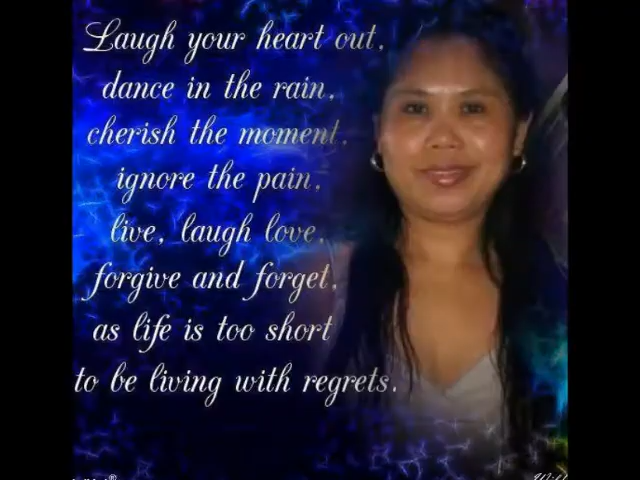 Laugh your heart out,
dance in the rain,
cherish the moment,
ignore the pain,
live, laugh love,
forgive and forget,
as life is too short
to be living with regrets.